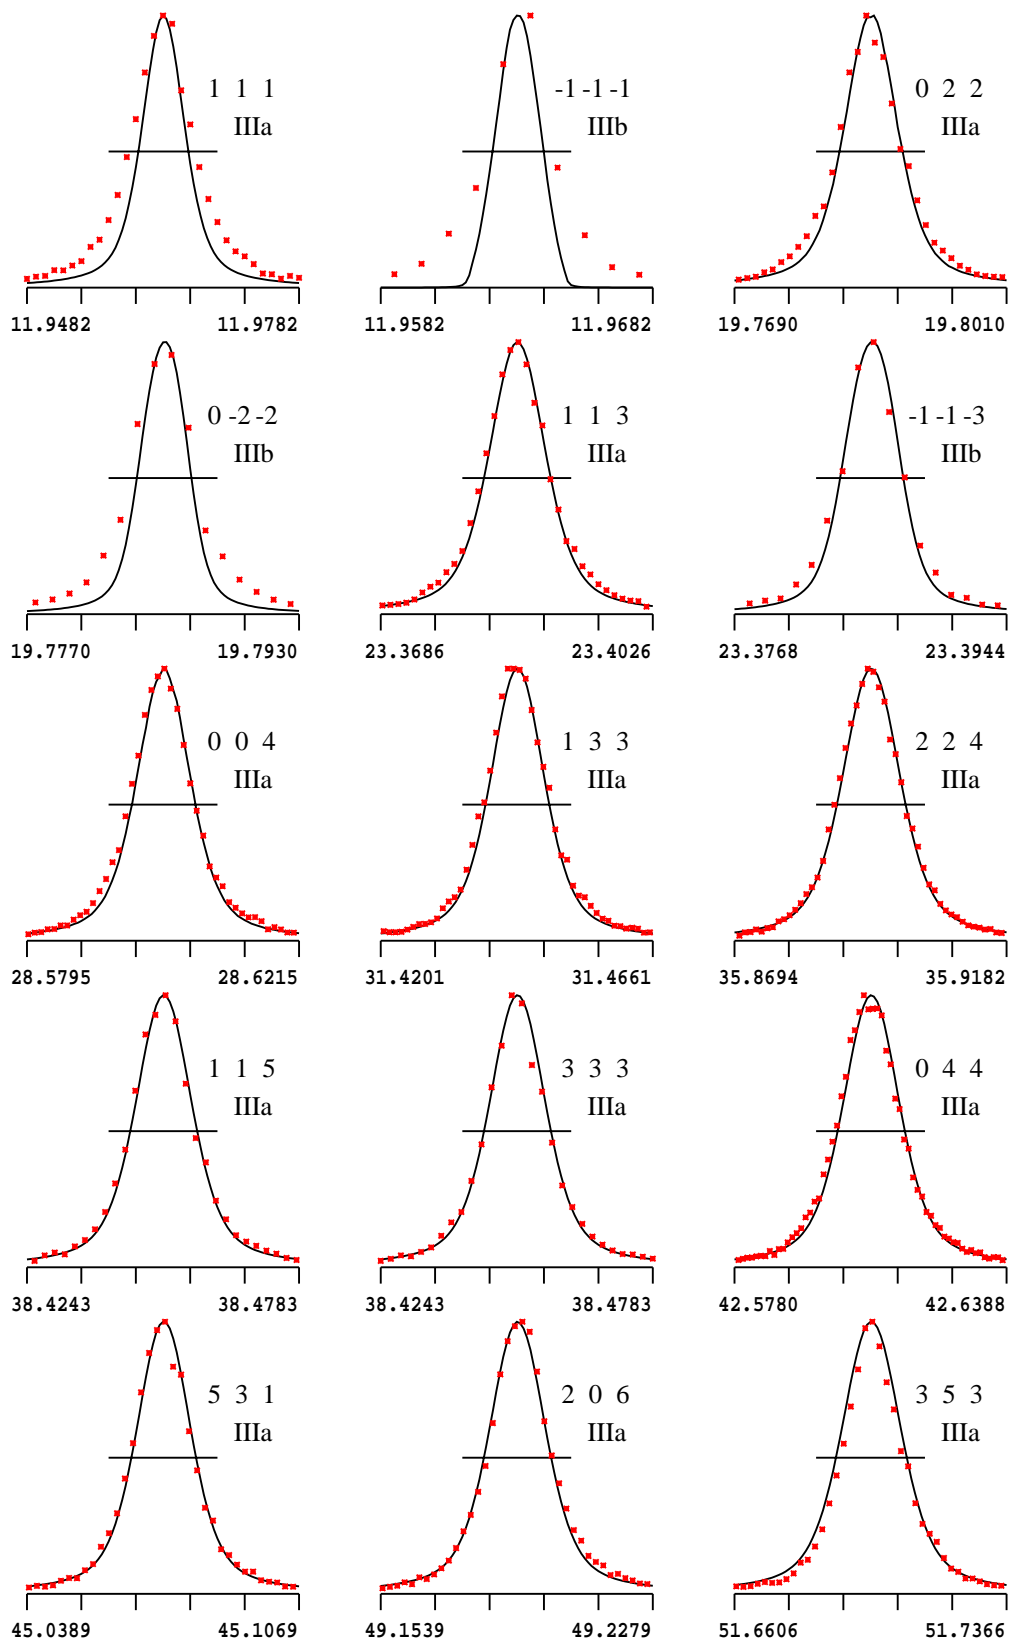 1 1 1
IIIa
11.9482 11.9782
-1 -1 -1
IIIb
11.9582 11.9682
0 2 2
IIIa
19.7690 19.8010
0 -2 -2
IIIb
19.7770 19.7930
1 1 3
IIIa
23.3686 23.4026
-1 -1 -3
IIIb
23.3768 23.3944
0 0 4
IIIa
28.5795 28.6215
1 3 3
IIIa
31.4201 31.4661
2 2 4
IIIa
35.8694 35.9182
1 1 5
IIIa
38.4243 38.4783
3 3 3
IIIa
38.4243 38.4783
0 4 4
IIIa
42.5780 42.6388
5 3 1
IIIa
45.0389 45.1069
2 0 6
IIIa
49.1539 49.2279
3 5 3
IIIa
51.6606 51.7366